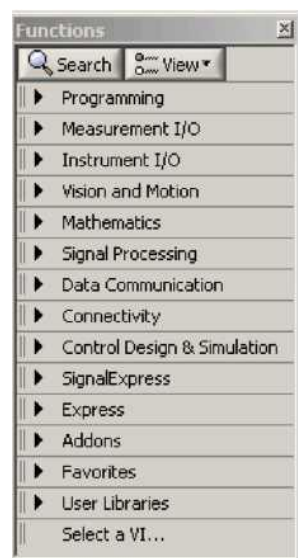 Functions
Search View
Programming
Measurement I/O
Instrument I/O
Vision and Motion
Mathematics
Signal Processing
Data Communication
Connectivity
Control Design & Simulation
SignalExpress
Express
Addons
Favorites
User Libraries
Select a VI...